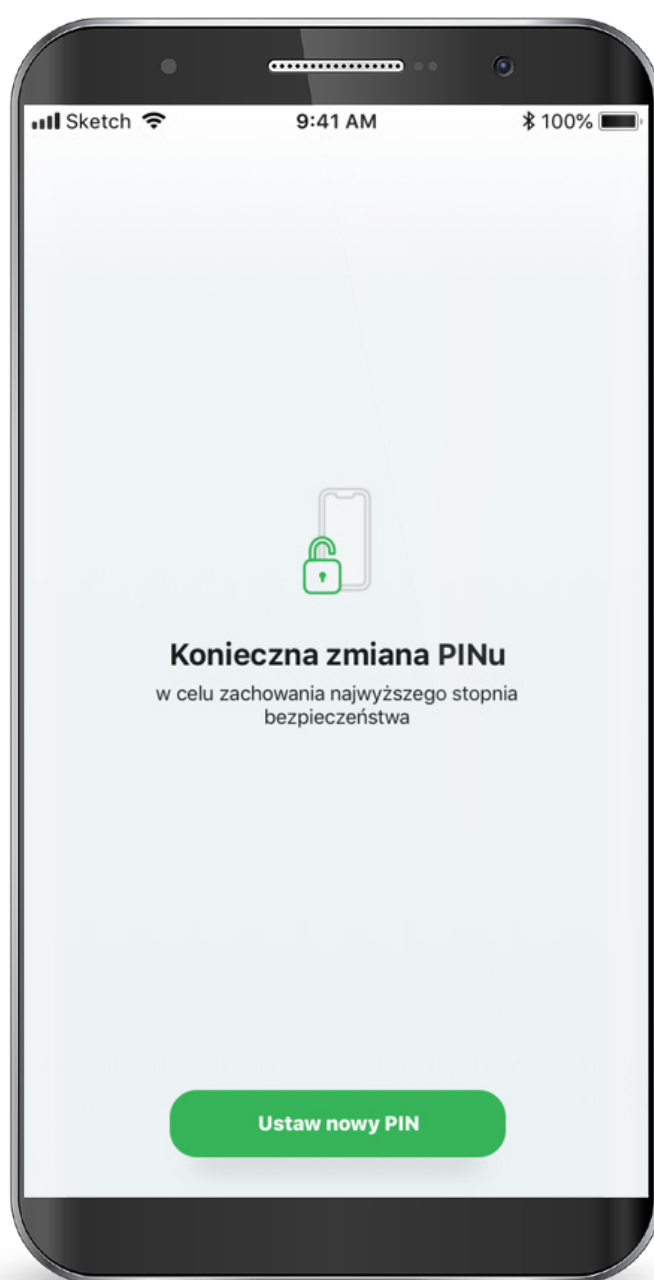 Sketch 9:41 AM 100%
Konieczna zmiana PINu
w celu zachowania najwyższego stopnia
bezpieczeństwa
Ustaw nowy PIN